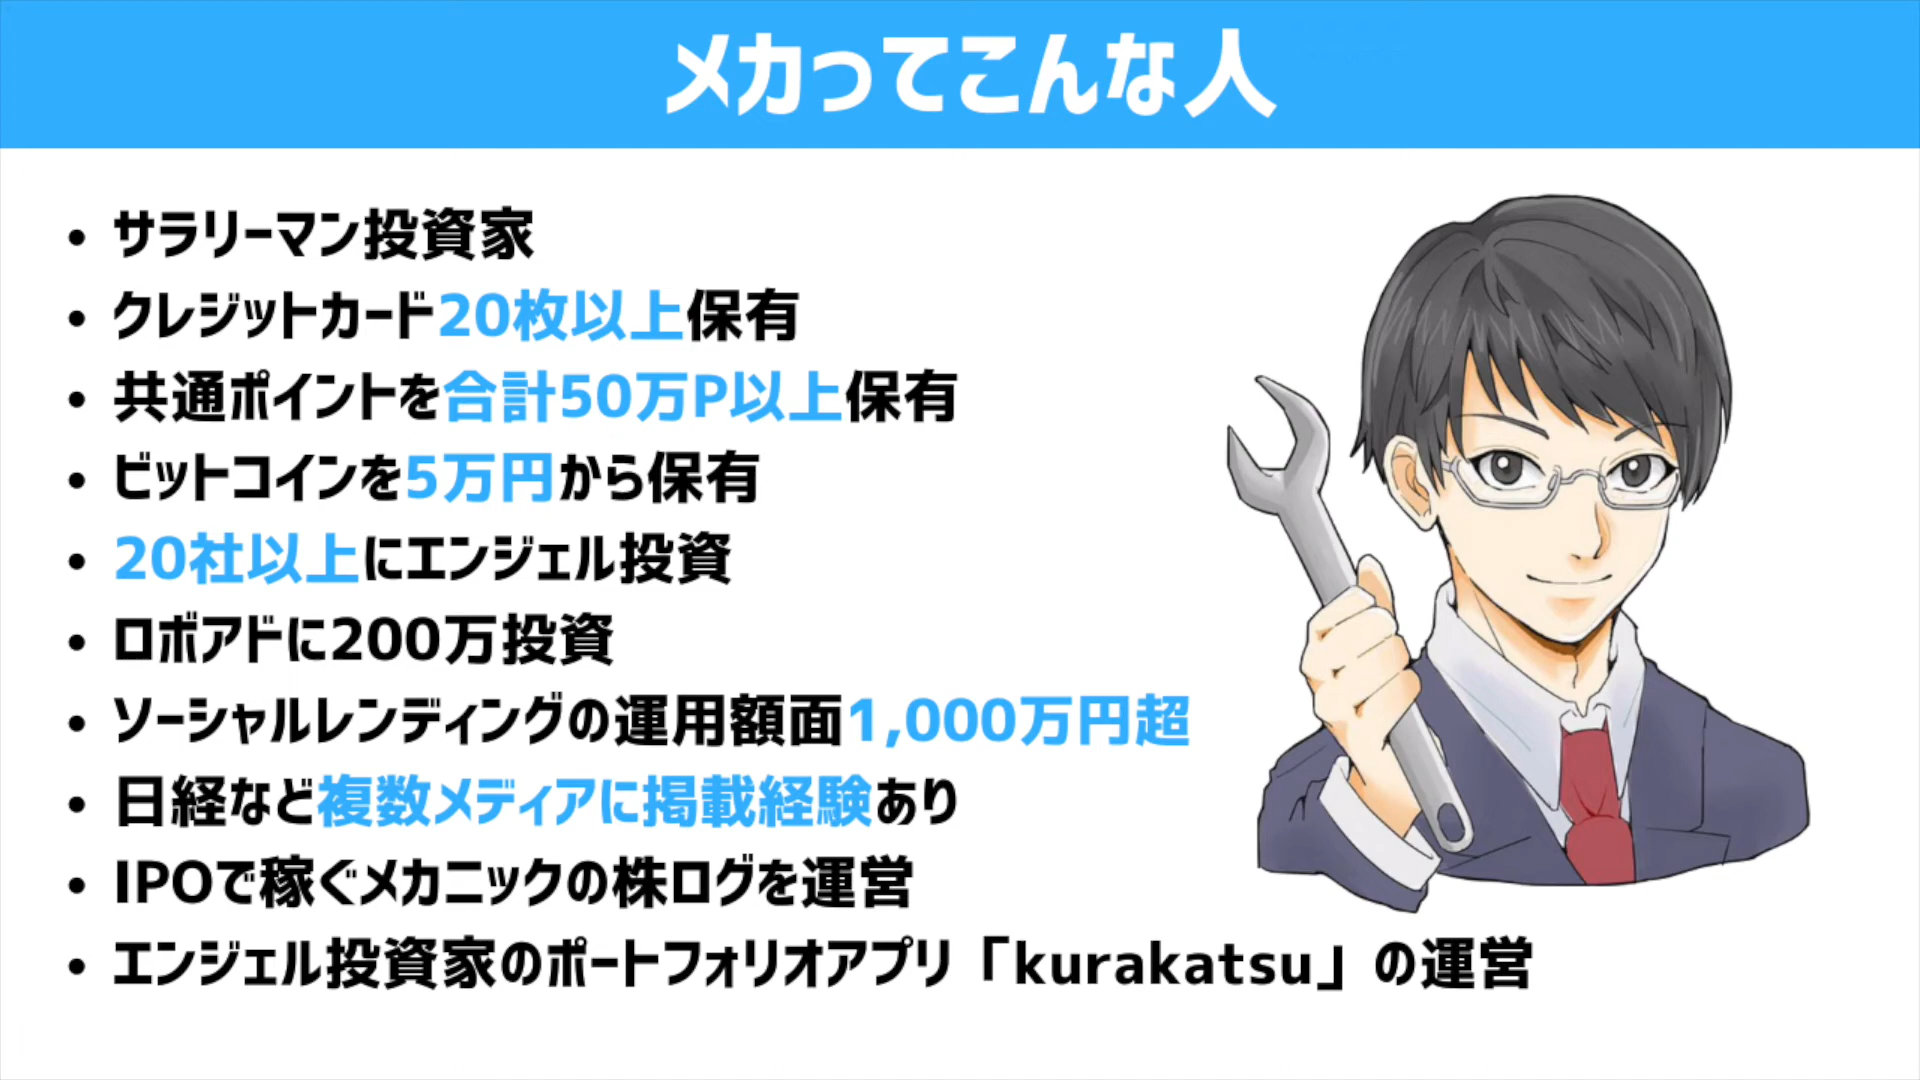 メカってこんな人
• サラリーマン投資家
• クレジットカード20枚以上保有
• 共通ポイントを合計50万P以上保有
• ビットコインを5万円から保有
• 20社以上にエンジェル投資
• ロボアドに200万投資
• ソーシャルレンディングの運用額面1,000万円超
• 日経など複数メディアに掲載経験あり
• IPOで稼ぐメカニックの株ログを運営
• エンジェル投資家のポートフォリオアプリ「kurakatsu」の運営